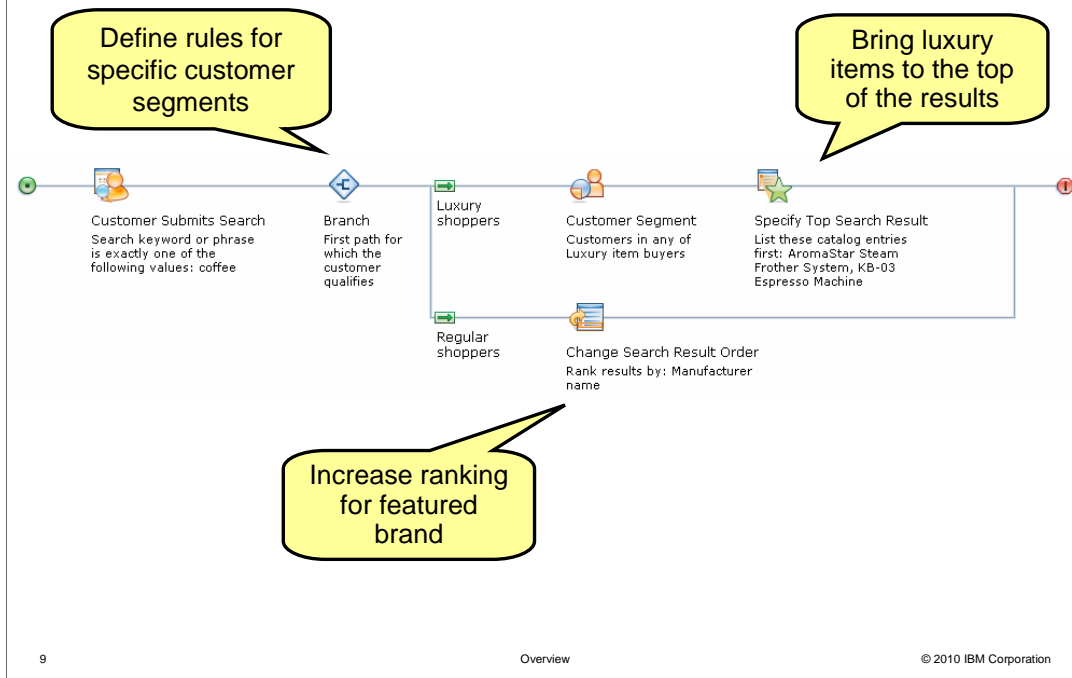 Define rules for
specific customer
segments
Bring luxury
items to the top
of the results
Customer Submits Search
Search keyword or phrase
is exactly one of the
following values: coffee
Branch
First path for
which the
customer
qualifies
Luxury
shoppers
Customer Segment
Customers in any of
Luxury item buyers
Specify Top Search Result
List these catalog entries
first: AromaStar Steam
Frother System, KB-03
Espresso Machine
Regular
shoppers
Change Search Result Order
Rank results by: Manufacturer
name
Increase ranking
for featured
brand
9
Overview
© 2010 IBM Corporation